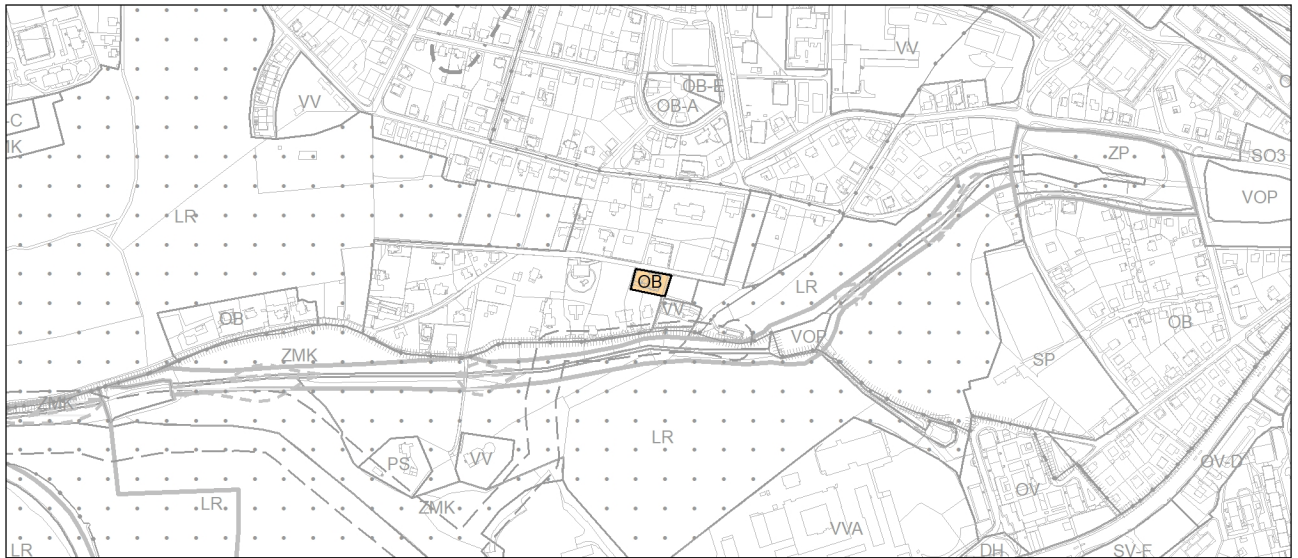 VV
OB-E
OB-A
VV
-C
ZP
SO3
VOP
LR
OB
LR
VV
OB
OB
VOP
ZMK
SP
ZMK
LR
PS
VV
OV-D
OV
LR
ZMK
VVA
LR
DH
SV-F